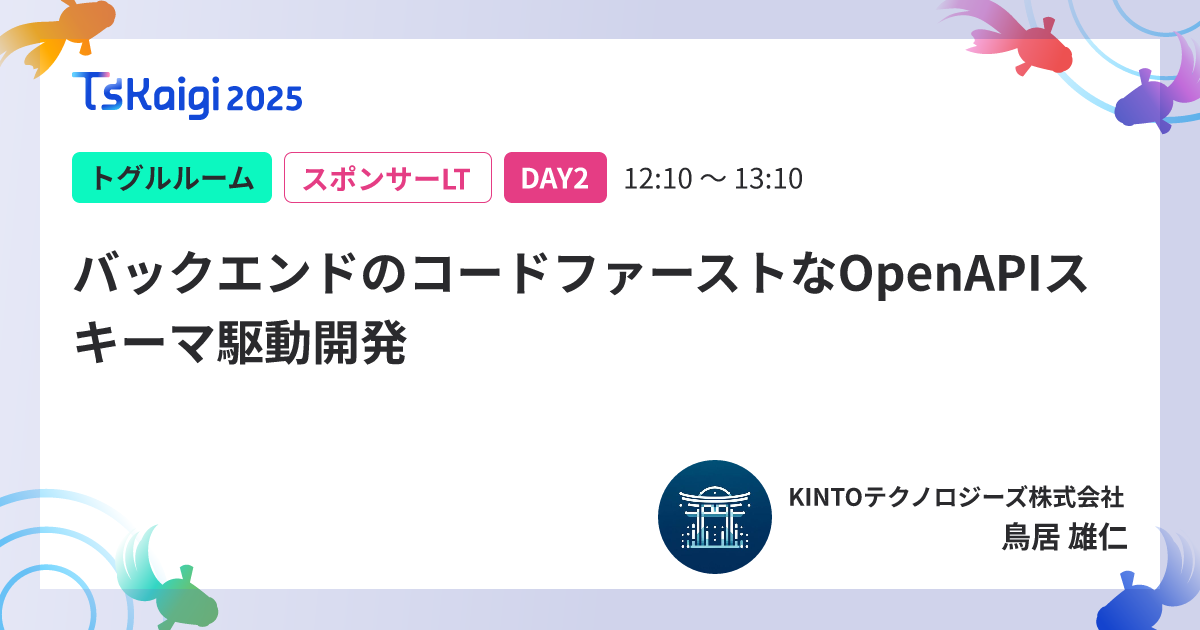 TSKaigi 2025
トグルルーム スポンサーLT DAY2 12:10 〜 13:10
バックエンドのコードファーストなOpenAPIス
キーマ駆動開発
KINTOテクノロジーズ株式会社
鳥居 雄仁